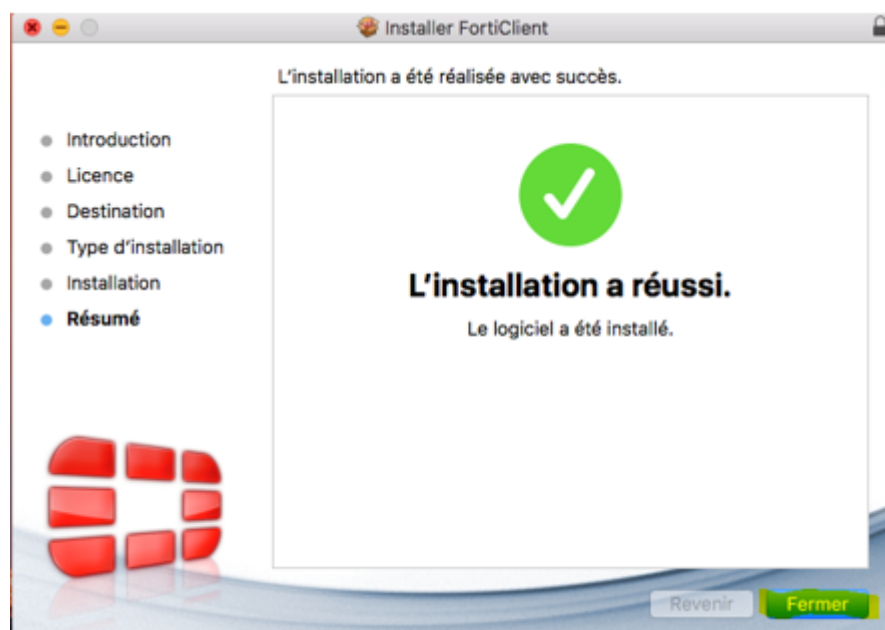 Installer FortiClient
L'installation a été réalisée avec succès.
Introduction
Licence
Destination
Type d'installation
Installation
Résumé
L'installation a réussi.
Le logiciel a été installé.
Revenir
Fermer